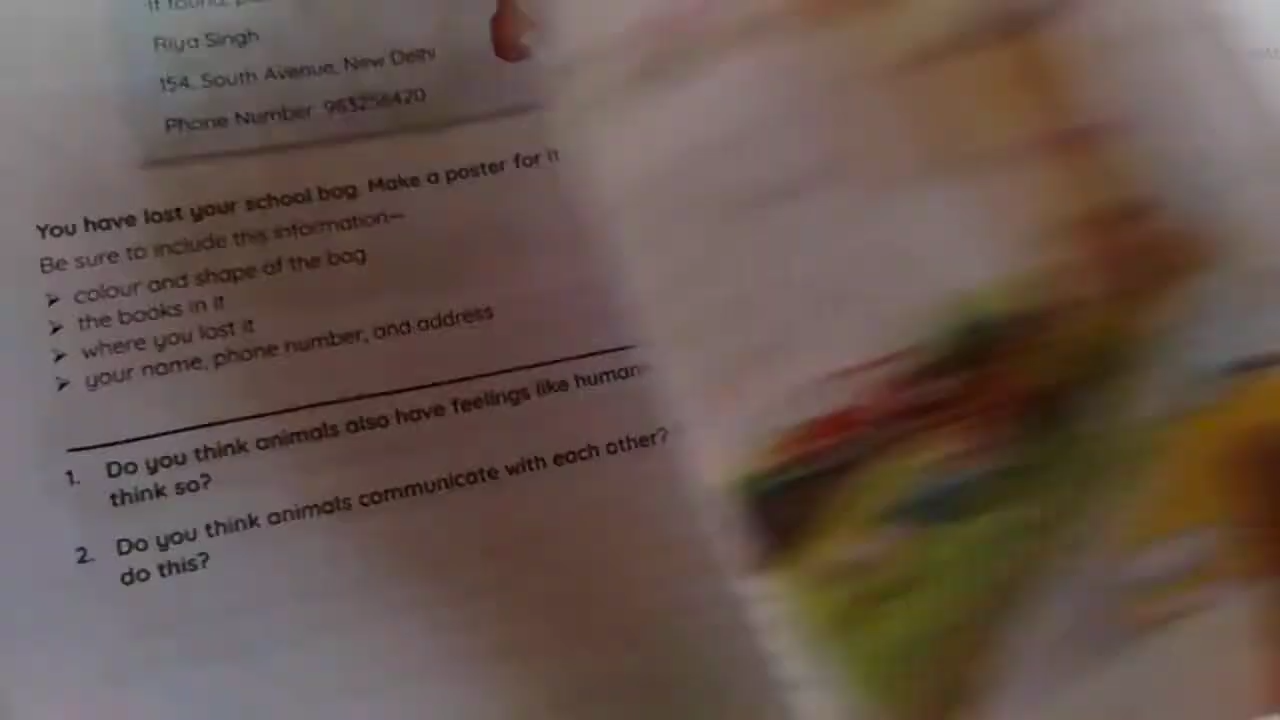 If found,
Riya Singh
154, South Avenue, New Delhi
Phone Number 963256420
You have lost your school bag. Make a poster for it
Be sure to include this information—
➢ colour and shape of the bag
➢ the books in it
➢ where you lost it
➢ your name, phone number, and address
1. Do you think animals also have feelings like human
think so?
2. Do you think animals communicate with each other?
do this?